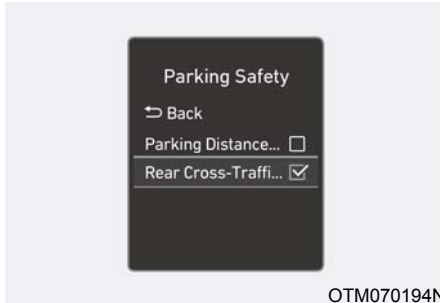 Parking Safety
⮌ Back
Parking Distance... ☐
Rear Cross-Traffi... ☑
OTM070194N